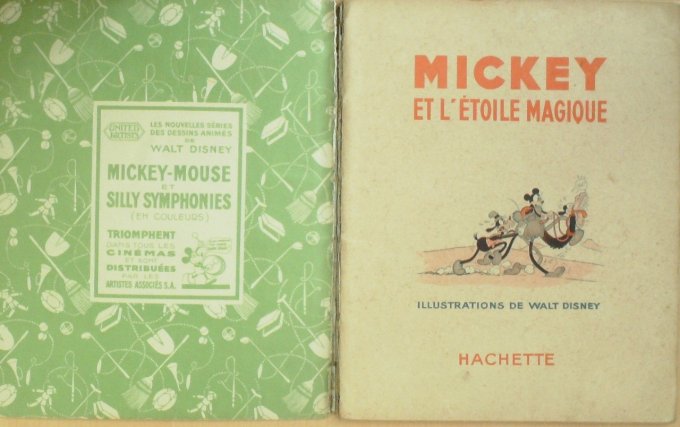 UNITED
ARTISTS
LES NOUVELLES SÉRIES
DES DESSINS ANIMÉS
DE
WALT DISNEY
MICKEY-MOUSE
ET
SILLY SYMPHONIES
(EN COULEURS)
TRIOMPHENT
DANS TOUS LES
CINÉMAS
ET SONT
DISTRIBUÉES
PAR LES
ARTISTES ASSOCIÉS S.A.
MICKEY
ET L'ÉTOILE MAGIQUE
ILLUSTRATIONS DE WALT DISNEY
HACHETTE